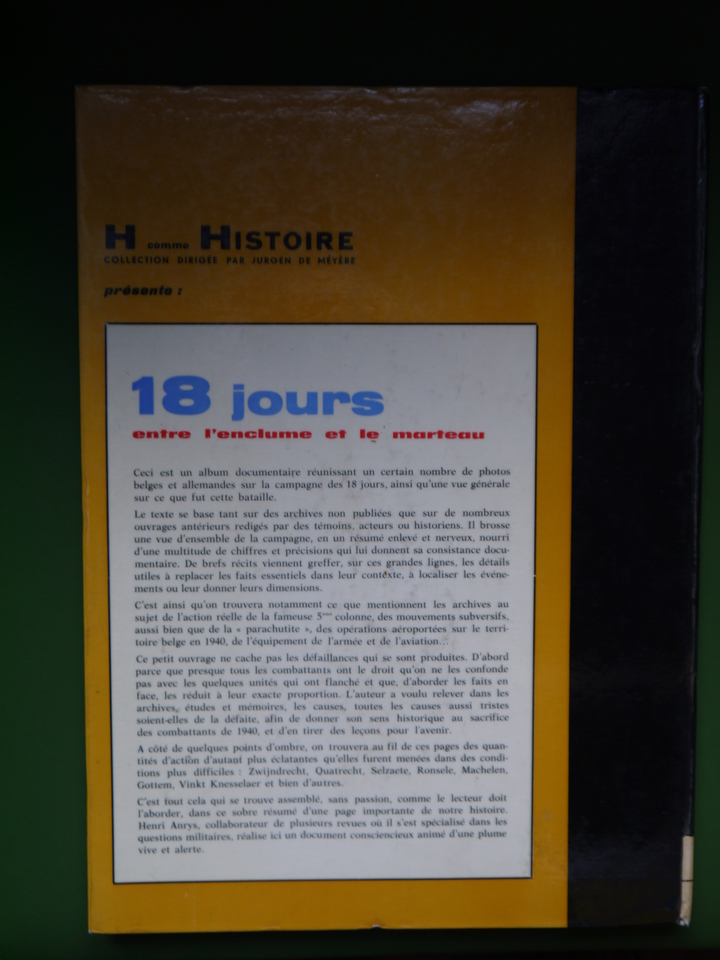 H comme HISTOIRE
COLLECTION DIRIGÉE PAR JURGEN DE MÉYÈRE
présente :
18 jours
entre l'enclume et le marteau
Ceci est un album documentaire réunissant un certain nombre de photos
belges et allemandes sur la campagne des 18 jours, ainsi qu'une vue générale
sur ce que fut cette bataille.
Le texte se base tant sur des archives non publiées que sur de nombreux
ouvrages antérieurs redigés par des témoins, acteurs ou historiens. Il brosse
une vue d'ensemble de la campagne, en un résumé enlevé et nerveux, nourri
d'une multitude de chiffres et précisions qui lui donnent sa consistance docu-
mentaire. De brefs récits viennent greffer, sur ces grandes lignes, les détails
utiles à replacer les faits essentiels dans leur contexte, à localiser les événe-
ments ou leur donner leurs dimensions.
C'est ainsi qu'on trouvera notamment ce que mentionnent les archives au
sujet de l'action réelle de la fameuse 5me colonne, des mouvements subversifs,
aussi bien que de la « parachutite », des opérations aéroportées sur le terri-
toire belge en 1940, de l'équipement de l'armée et de l'aviation...
Ce petit ouvrage ne cache pas les défaillances qui se sont produites. D'abord
parce que presque tous les combattants ont le droit qu'on ne les confonde
pas avec les quelques unités qui ont flanché et que, d'aborder les faits en
face, les réduit à leur exacte proportion. L'auteur a voulu relever dans les
archives, études et mémoires, les causes, toutes les causes aussi tristes
soient-elles de la défaite, afin de donner son sens historique au sacrifice
des combattants de 1940, et d'en tirer des leçons pour l'avenir.
A côté de quelques points d'ombre, on trouvera au fil de ces pages des quan-
tités d'action d'autant plus éclatantes qu'elles furent menées dans des condi-
tions plus difficiles : Zwijndrecht, Quatrecht, Selzaete, Ronsele, Machelen,
Gottem, Vinkt Knesselaer et bien d'autres.
C'est tout cela qui se trouve assemblé, sans passion, comme le lecteur doit
l'aborder, dans ce sobre résumé d'une page importante de notre histoire.
Henri Anrys, collaborateur de plusieurs revues où il s'est spécialisé dans les
questions militaires, réalise ici un document consciencieux animé d'une plume
vive et alerte.